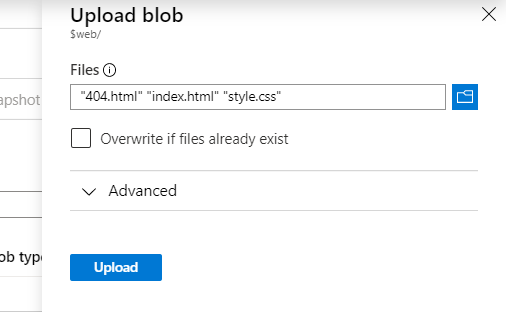 Upload blob
$web/
Files
"404.html" "index.html" "style.css"
apshot
Overwrite if files already exist
Advanced
ob type
Upload